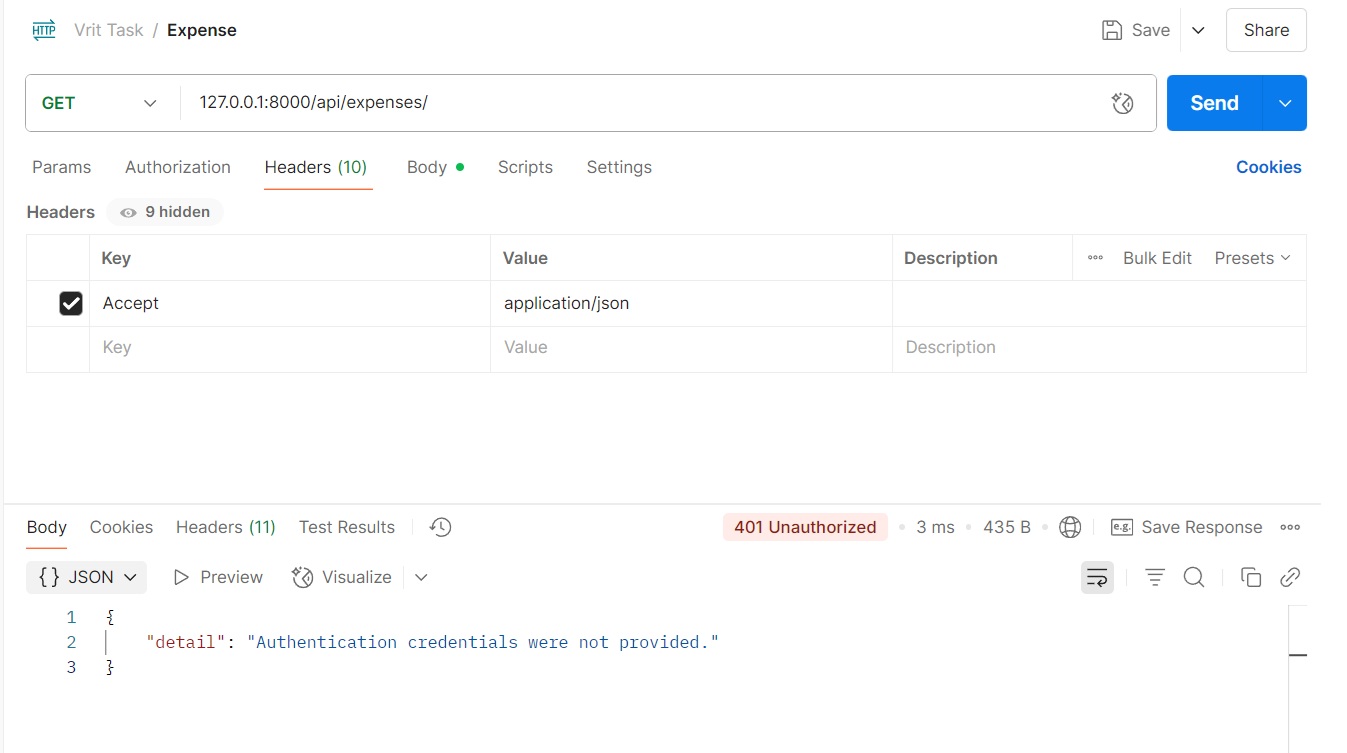 HTTP Vrit Task / Expense Save Share
GET 127.0.0.1:8000/api/expenses/ Send
Params Authorization Headers (10) Body Scripts Settings Cookies
Headers 9 hidden
Key Value Description Bulk Edit Presets
Accept application/json
Key Value Description
Body Cookies Headers (11) Test Results 401 Unauthorized 3 ms 435 B e.g. Save Response
{} JSON Preview Visualize
1 {
2 "detail": "Authentication credentials were not provided."
3 }